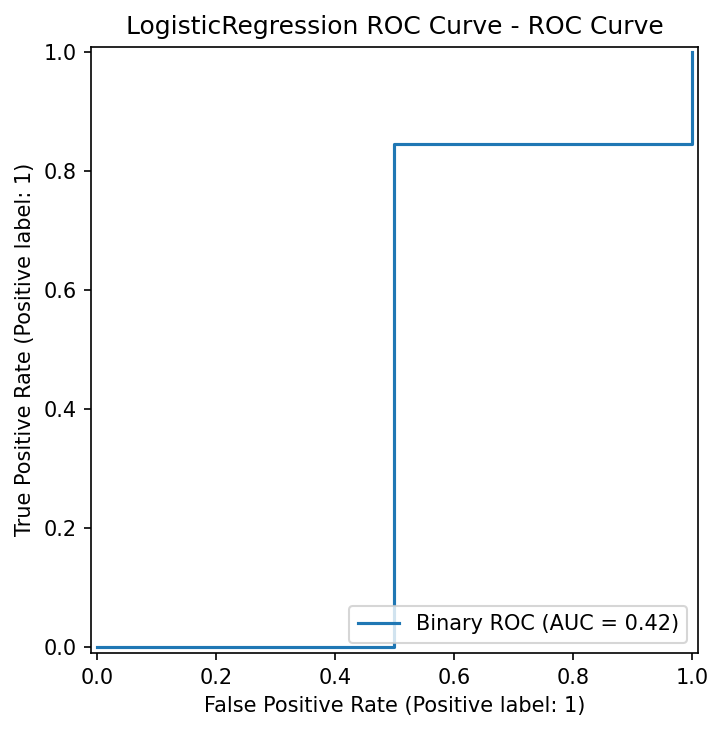 LogisticRegression ROC Curve - ROC Curve
True Positive Rate (Positive label: 1)
1.0
0.8
0.6
0.4
0.2
0.0
Binary ROC (AUC = 0.42)
0.0 0.2 0.4 0.6 0.8 1.0
False Positive Rate (Positive label: 1)